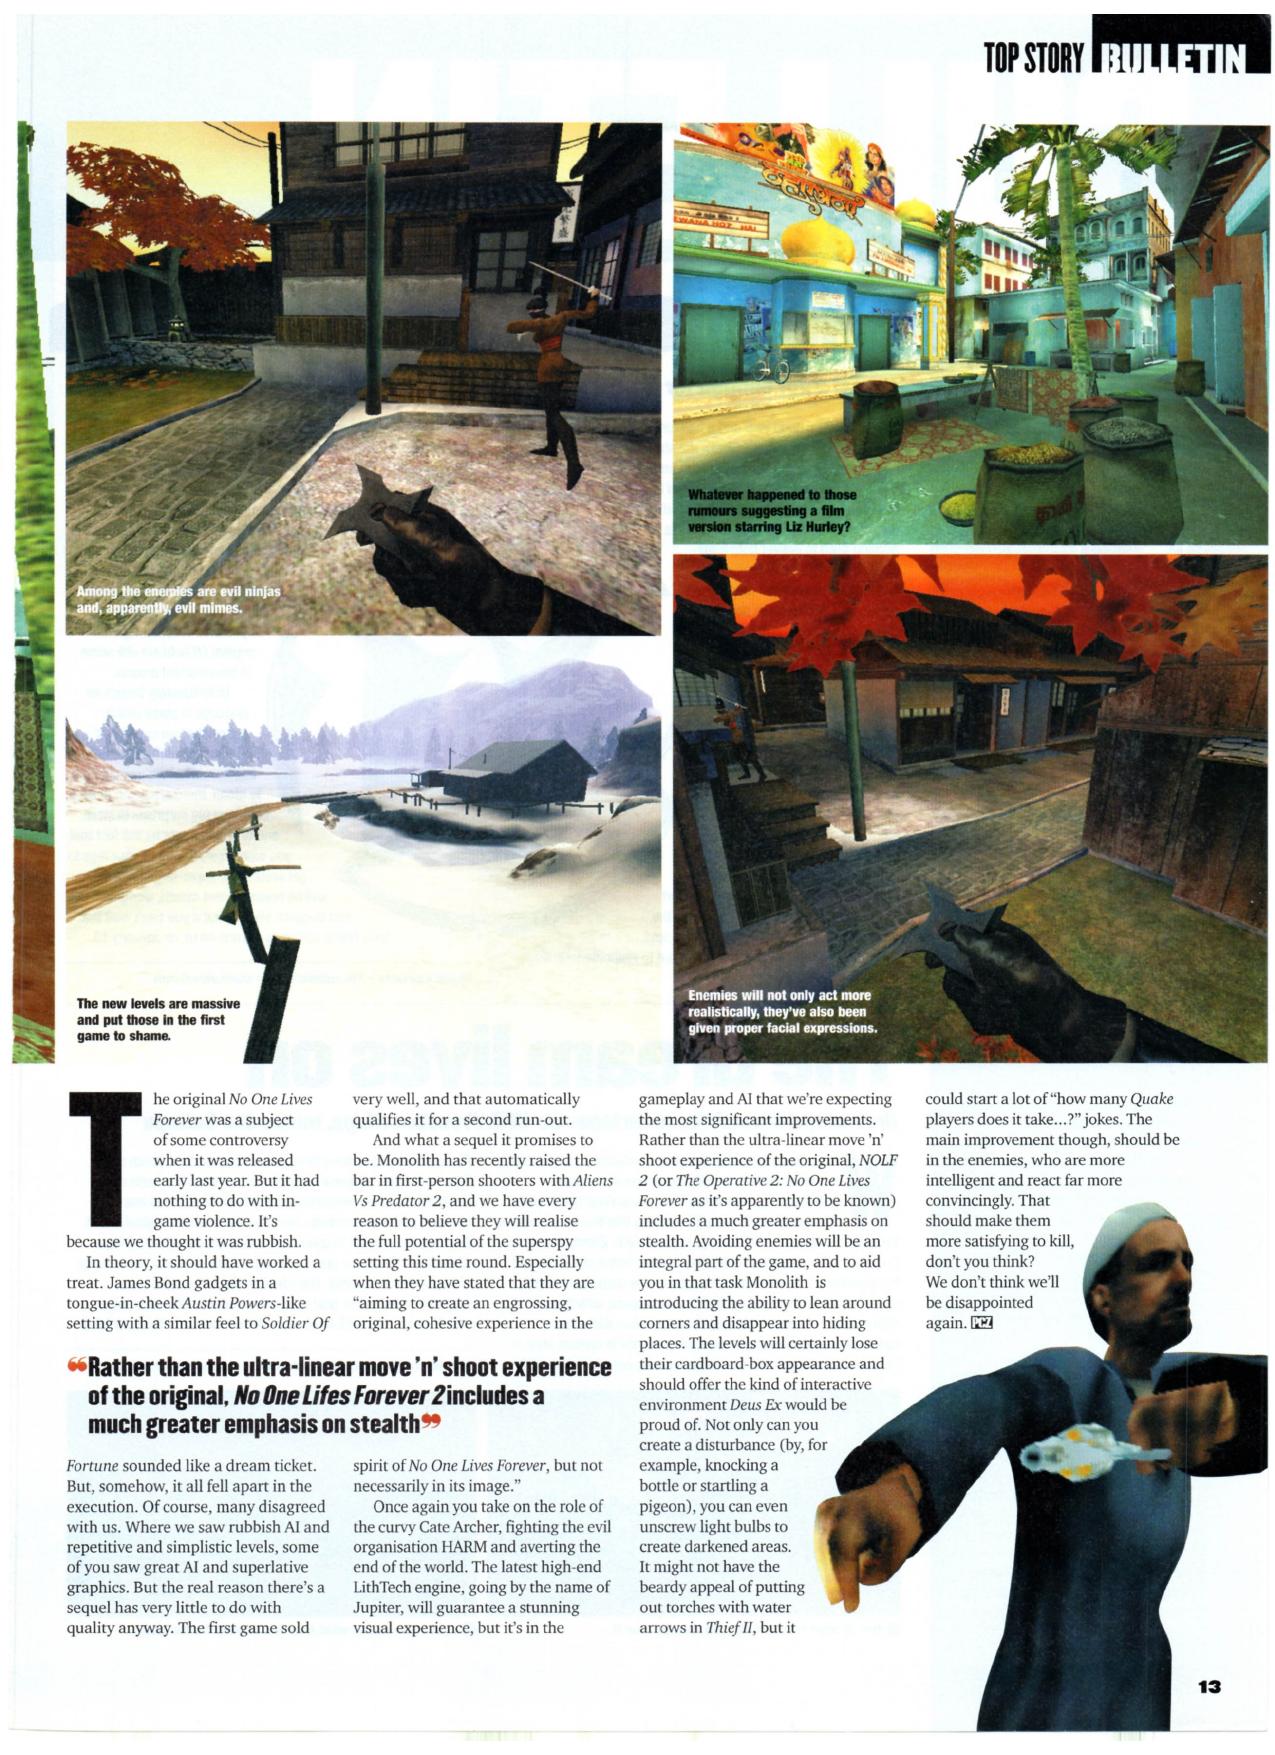 TOP STORY BULLETIN
Among the enemies are evil ninjas
and, apparently, evil mimes.
Whatever happened to those
rumours suggesting a film
version starring Liz Hurley?
The new levels are massive
and put those in the first
game to shame.
Enemies will not only act more
realistically, they've also been
given proper facial expressions.
The original No One Lives
Forever was a subject
of some controversy
when it was released
early last year. But it had
nothing to do with in-
game violence. It's
because we thought it was rubbish.
In theory, it should have worked a
treat. James Bond gadgets in a
tongue-in-cheek Austin Powers-like
setting with a similar feel to Soldier Of
Fortune sounded like a dream ticket.
But, somehow, it all fell apart in the
execution. Of course, many disagreed
with us. Where we saw rubbish AI and
repetitive and simplistic levels, some
of you saw great AI and superlative
graphics. But the real reason there's a
sequel has very little to do with
quality anyway. The first game sold
very well, and that automatically
qualifies it for a second run-out.
And what a sequel it promises to
be. Monolith has recently raised the
bar in first-person shooters with Aliens
Vs Predator 2, and we have every
reason to believe they will realise
the full potential of the superspy
setting this time round. Especially
when they have stated that they are
"aiming to create an engrossing,
original, cohesive experience in the
spirit of No One Lives Forever, but not
necessarily in its image."
Once again you take on the role of
the curvy Cate Archer, fighting the evil
organisation HARM and averting the
end of the world. The latest high-end
LithTech engine, going by the name of
Jupiter, will guarantee a stunning
visual experience, but it's in the
“Rather than the ultra-linear move 'n' shoot experience
of the original, No One Lifes Forever 2 includes a
much greater emphasis on stealth”
gameplay and AI that we're expecting
the most significant improvements.
Rather than the ultra-linear move 'n'
shoot experience of the original, NOLF
2 (or The Operative 2: No One Lives
Forever as it's apparently to be known)
includes a much greater emphasis on
stealth. Avoiding enemies will be an
integral part of the game, and to aid
you in that task Monolith is
introducing the ability to lean around
corners and disappear into hiding
places. The levels will certainly lose
their cardboard-box appearance and
should offer the kind of interactive
environment Deus Ex would be
proud of. Not only can you
create a disturbance (by, for
example, knocking a
bottle or startling a
pigeon), you can even
unscrew light bulbs to
create darkened areas.
It might not have the
beardy appeal of putting
out torches with water
arrows in Thief II, but it
could start a lot of "how many Quake
players does it take...?" jokes. The
main improvement though, should be
in the enemies, who are more
intelligent and react far more
convincingly. That
should make them
more satisfying to kill,
don't you think?
We don't think we'll
be disappointed
again. PCZ
13